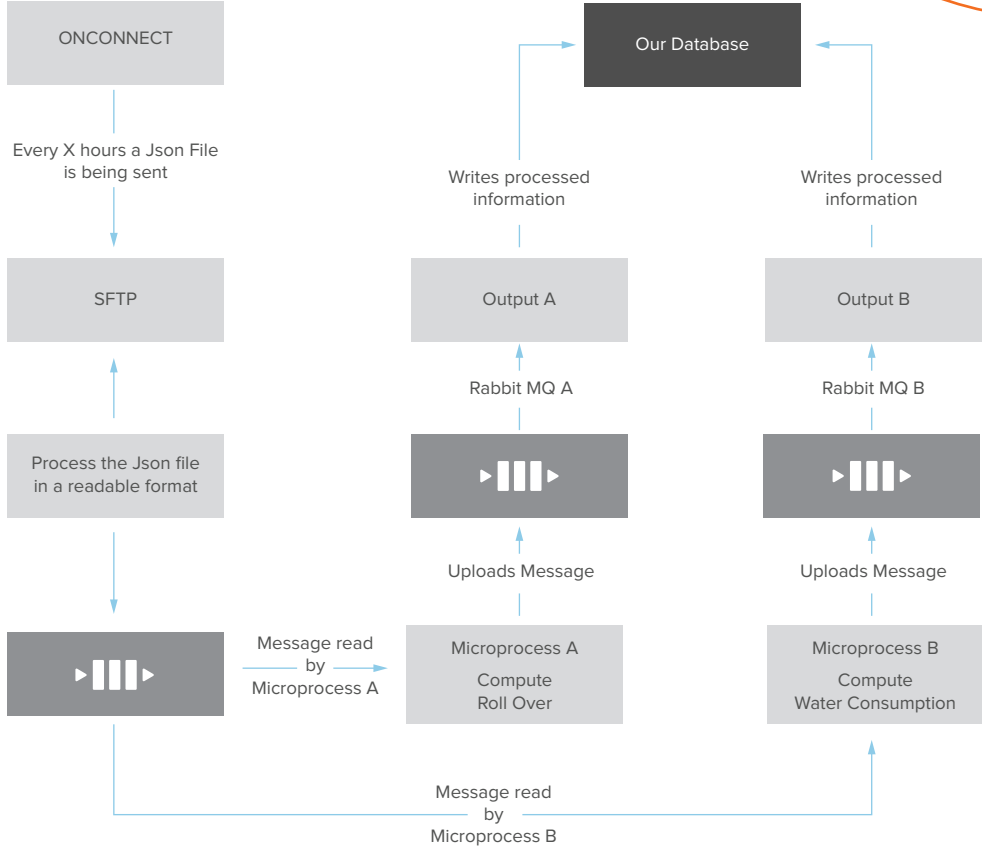 ONCONNECT
Every X hours a Json File
is being sent
SFTP
Process the Json file
in a readable format
Message read
by
Microprocess A
Message read
by
Microprocess B
Microprocess A
Compute
Roll Over
Uploads Message
Rabbit MQ A
Output A
Writes processed
information
Our Database
Microprocess B
Compute
Water Consumption
Uploads Message
Rabbit MQ B
Output B
Writes processed
information